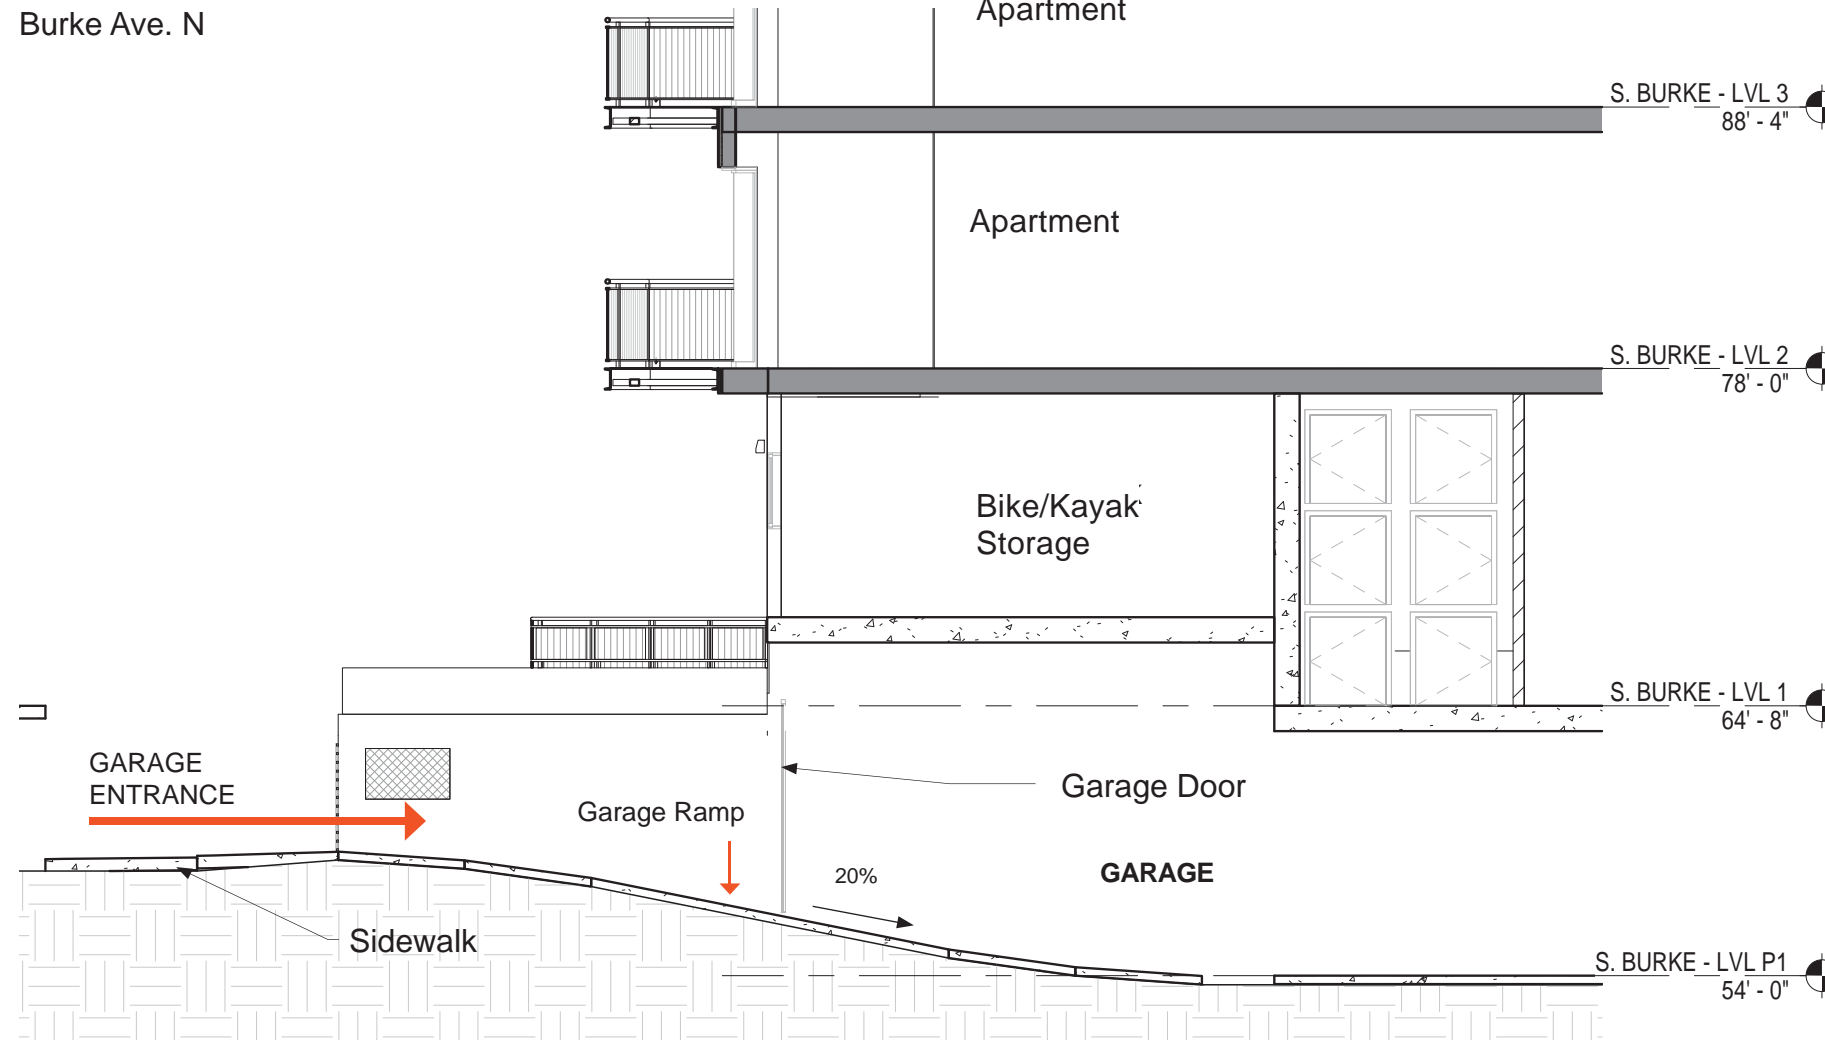 Burke Ave. N
Apartment
S. BURKE - LVL 3
88' - 4"
Apartment
S. BURKE - LVL 2
78' - 0"
Bike/Kayak
Storage
S. BURKE - LVL 1
64' - 8"
GARAGE
ENTRANCE
Garage Door
Garage Ramp
20%
GARAGE
Sidewalk
S. BURKE - LVL P1
54' - 0"